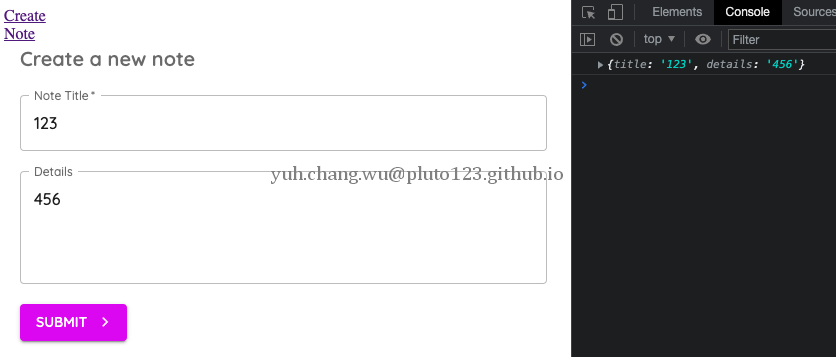 Create
Note
Create a new note
Note Title *
123
Details
456
yuh.chang.wu@pluto123.github.io
SUBMIT
Elements Console Sources
top Filter
{title: '123', details: '456'}